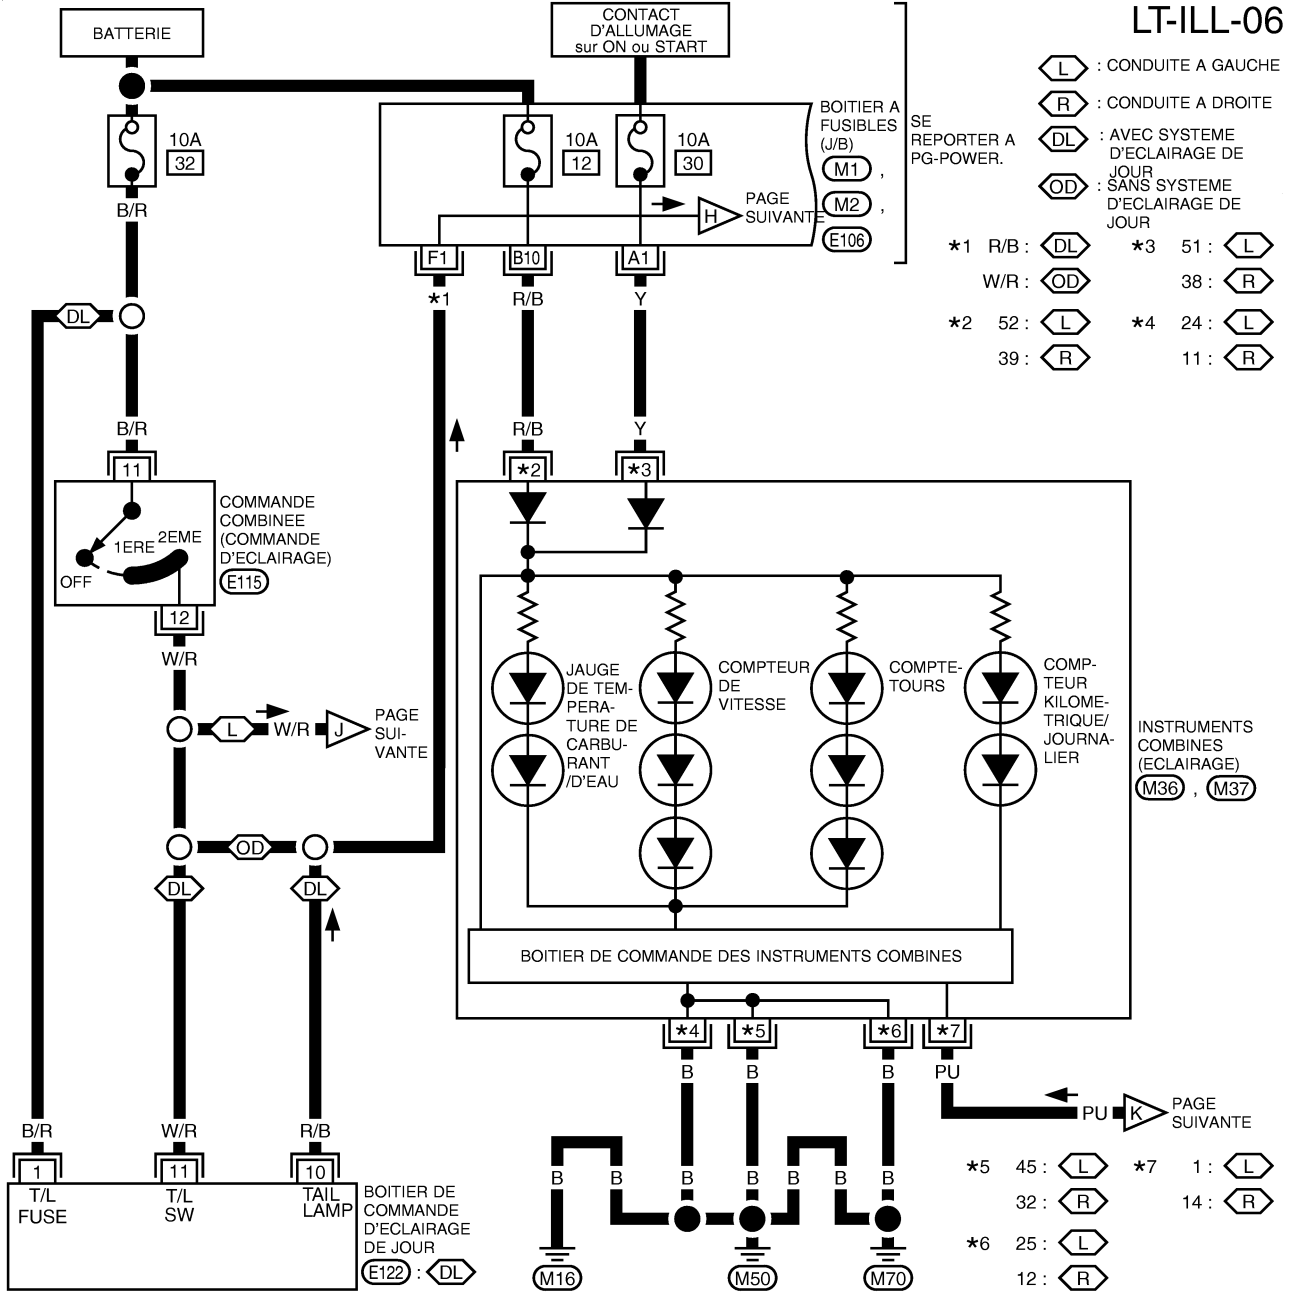 LT-ILL-06
BATTERIE
CONTACT
D'ALLUMAGE
sur ON ou START
L : CONDUITE A GAUCHE
R : CONDUITE A DROITE
DL : AVEC SYSTEME
D'ECLAIRAGE DE
JOUR
OD : SANS SYSTEME
D'ECLAIRAGE DE
JOUR
10A
32
10A
12
10A
30
BOITIER A
FUSIBLES
(J/B)
M1 ,
M2 ,
E106
SE
REPORTER A
PG-POWER.
H
PAGE
SUIVANTE
B/R
F1
B10
A1
*1
R/B
Y
*1 R/B : DL
W/R : OD
*2 52 : L
39 : R
*3 51 : L
38 : R
*4 24 : L
11 : R
DL
B/R
R/B
Y
11
*2
*3
COMMANDE
COMBINEE
(COMMANDE
D'ECLAIRAGE)
E115
OFF
1ERE
2EME
12
W/R
L
W/R
J
PAGE
SUI-
VANTE
OD
DL
DL
JAUGE
DE TEM-
PERA-
TURE DE
CARBU-
RANT
/D'EAU
COMPTEUR
DE
VITESSE
COMPTE-
TOURS
COMP-
TEUR
KILOME-
TRIQUE/
JOURNA-
LIER
INSTRUMENTS
COMBINES
(ECLAIRAGE)
M36 , M37
BOITIER DE COMMANDE DES INSTRUMENTS COMBINES
*4
*5
*6
*7
B
B
B
PU
PU
K
PAGE
SUIVANTE
B/R
W/R
R/B
1
11
10
T/L
FUSE
T/L
SW
TAIL
LAMP
BOITIER DE
COMMANDE
D'ECLAIRAGE
DE JOUR
E122 : DL
B
B
B
B
B
B
B
M16
M50
M70
*5 45 : L
32 : R
*6 25 : L
12 : R
*7 1 : L
14 : R